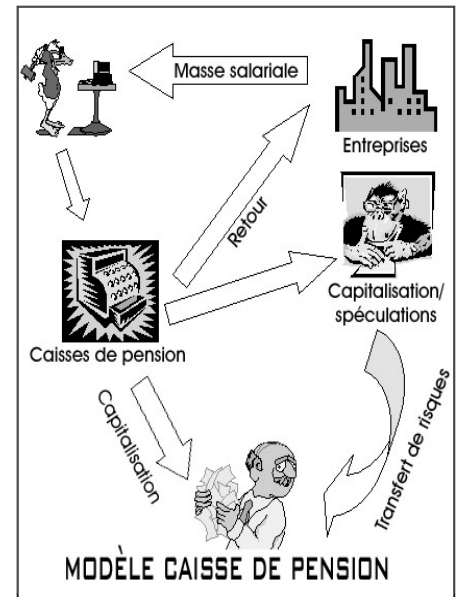 Masse salariale
Entreprises
Retour
Capitalisation/
spéculations
Caisses de pension
Capitalisation
Transfert de risques
MODÈLE CAISSE DE PENSION